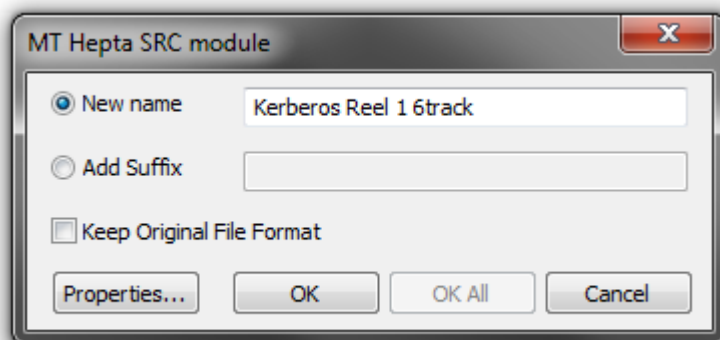 MT Hepta SRC module
New name
Kerberos Reel 1 6track
Add Suffix
Keep Original File Format
Properties... OK OK All Cancel